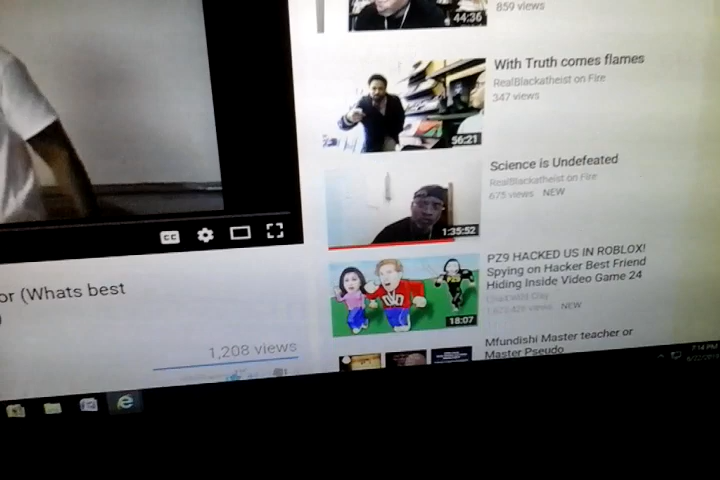 44:36
859 views
With Truth comes flames
RealBlackatheist on Fire
347 views
56:21
Science is Undefeated
RealBlackatheist on Fire
675 views NEW
1:35:52
PZ9 HACKED US IN ROBLOX!
Spying on Hacker Best Friend
Hiding Inside Video Game 24
NEW
18:07
Mfundishi Master teacher or
Master Pseudo
CC
or (Whats best
)
1,208 views
7:14 PM